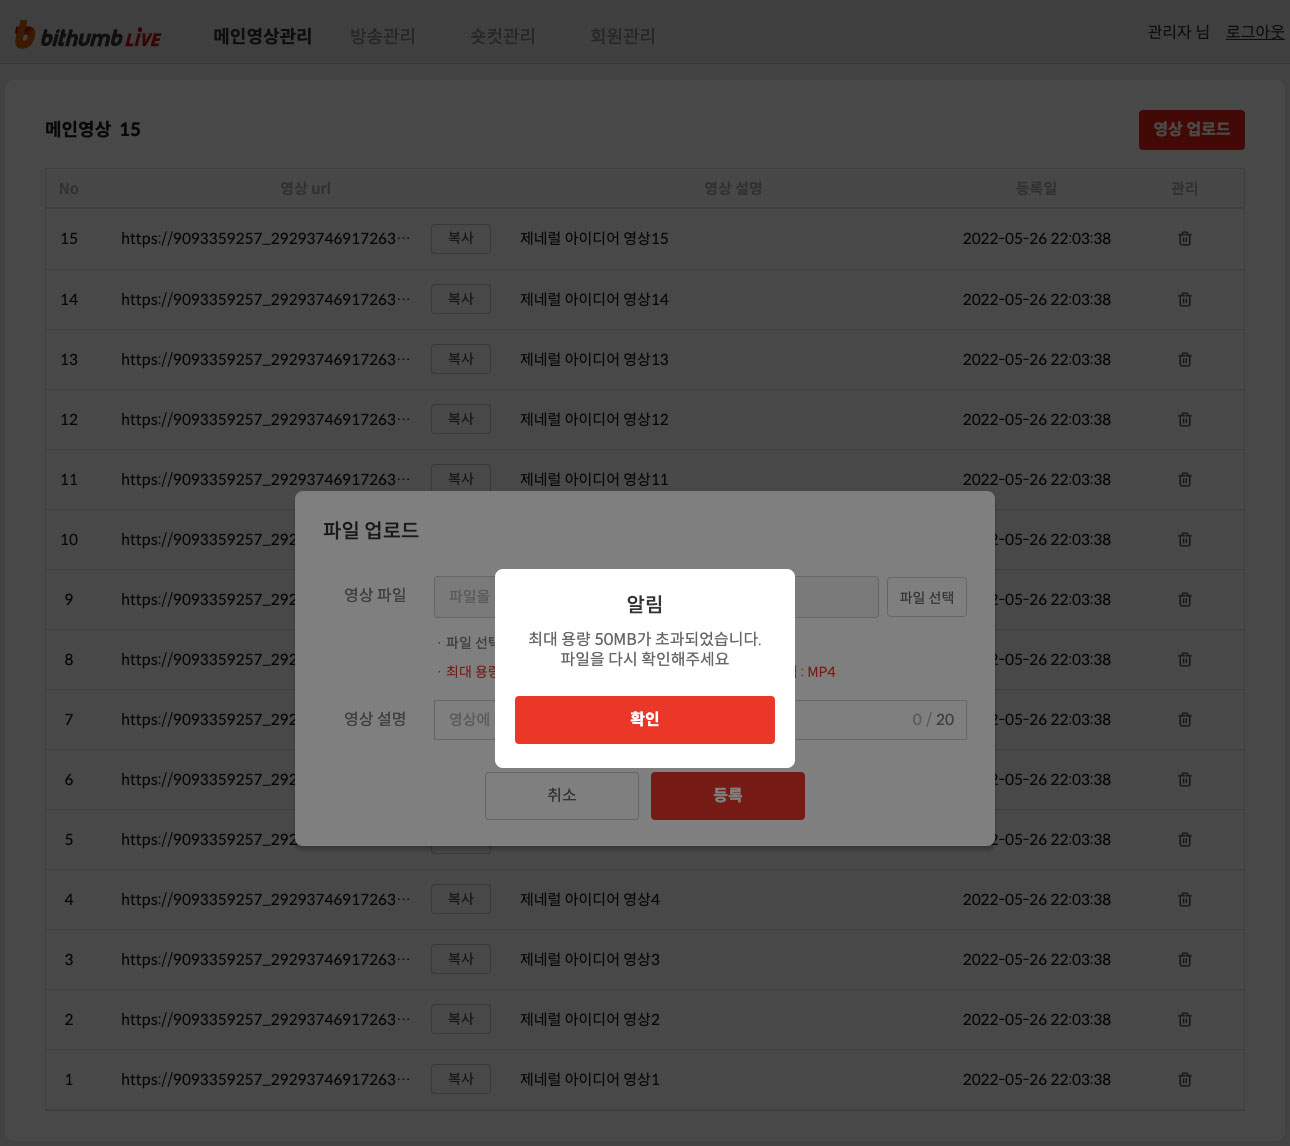 bithumb LIVE 메인영상관리 방송관리 숏컷관리 회원관리 관리자 님 로그아웃
메인영상 15 영상 업로드
No 영상 url 영상 설명 등록일 관리
15 https://9093359257_29293746917263… 복사 제네럴 아이디어 영상15 2022-05-26 22:03:38
14 https://9093359257_29293746917263… 복사 제네럴 아이디어 영상14 2022-05-26 22:03:38
13 https://9093359257_29293746917263… 복사 제네럴 아이디어 영상13 2022-05-26 22:03:38
12 https://9093359257_29293746917263… 복사 제네럴 아이디어 영상12 2022-05-26 22:03:38
11 https://9093359257_29293746917263… 복사 제네럴 아이디어 영상11 2022-05-26 22:03:38
10 https://9093359257_292 2-05-26 22:03:38
9 https://9093359257_292 2-05-26 22:03:38
8 https://9093359257_292 2-05-26 22:03:38
7 https://9093359257_292 2-05-26 22:03:38
6 https://9093359257_292 2-05-26 22:03:38
5 https://9093359257_292 2-05-26 22:03:38
4 https://9093359257_29293746917263… 복사 제네럴 아이디어 영상4 2022-05-26 22:03:38
3 https://9093359257_29293746917263… 복사 제네럴 아이디어 영상3 2022-05-26 22:03:38
2 https://9093359257_29293746917263… 복사 제네럴 아이디어 영상2 2022-05-26 22:03:38
1 https://9093359257_29293746917263… 복사 제네럴 아이디어 영상1 2022-05-26 22:03:38
파일 업로드
영상 파일 파일을 파일 선택
· 파일 선택
· 최대 용량 : MP4
영상 설명 영상에 0 / 20
취소 등록
알림
최대 용량 50MB가 초과되었습니다.
파일을 다시 확인해주세요
확인